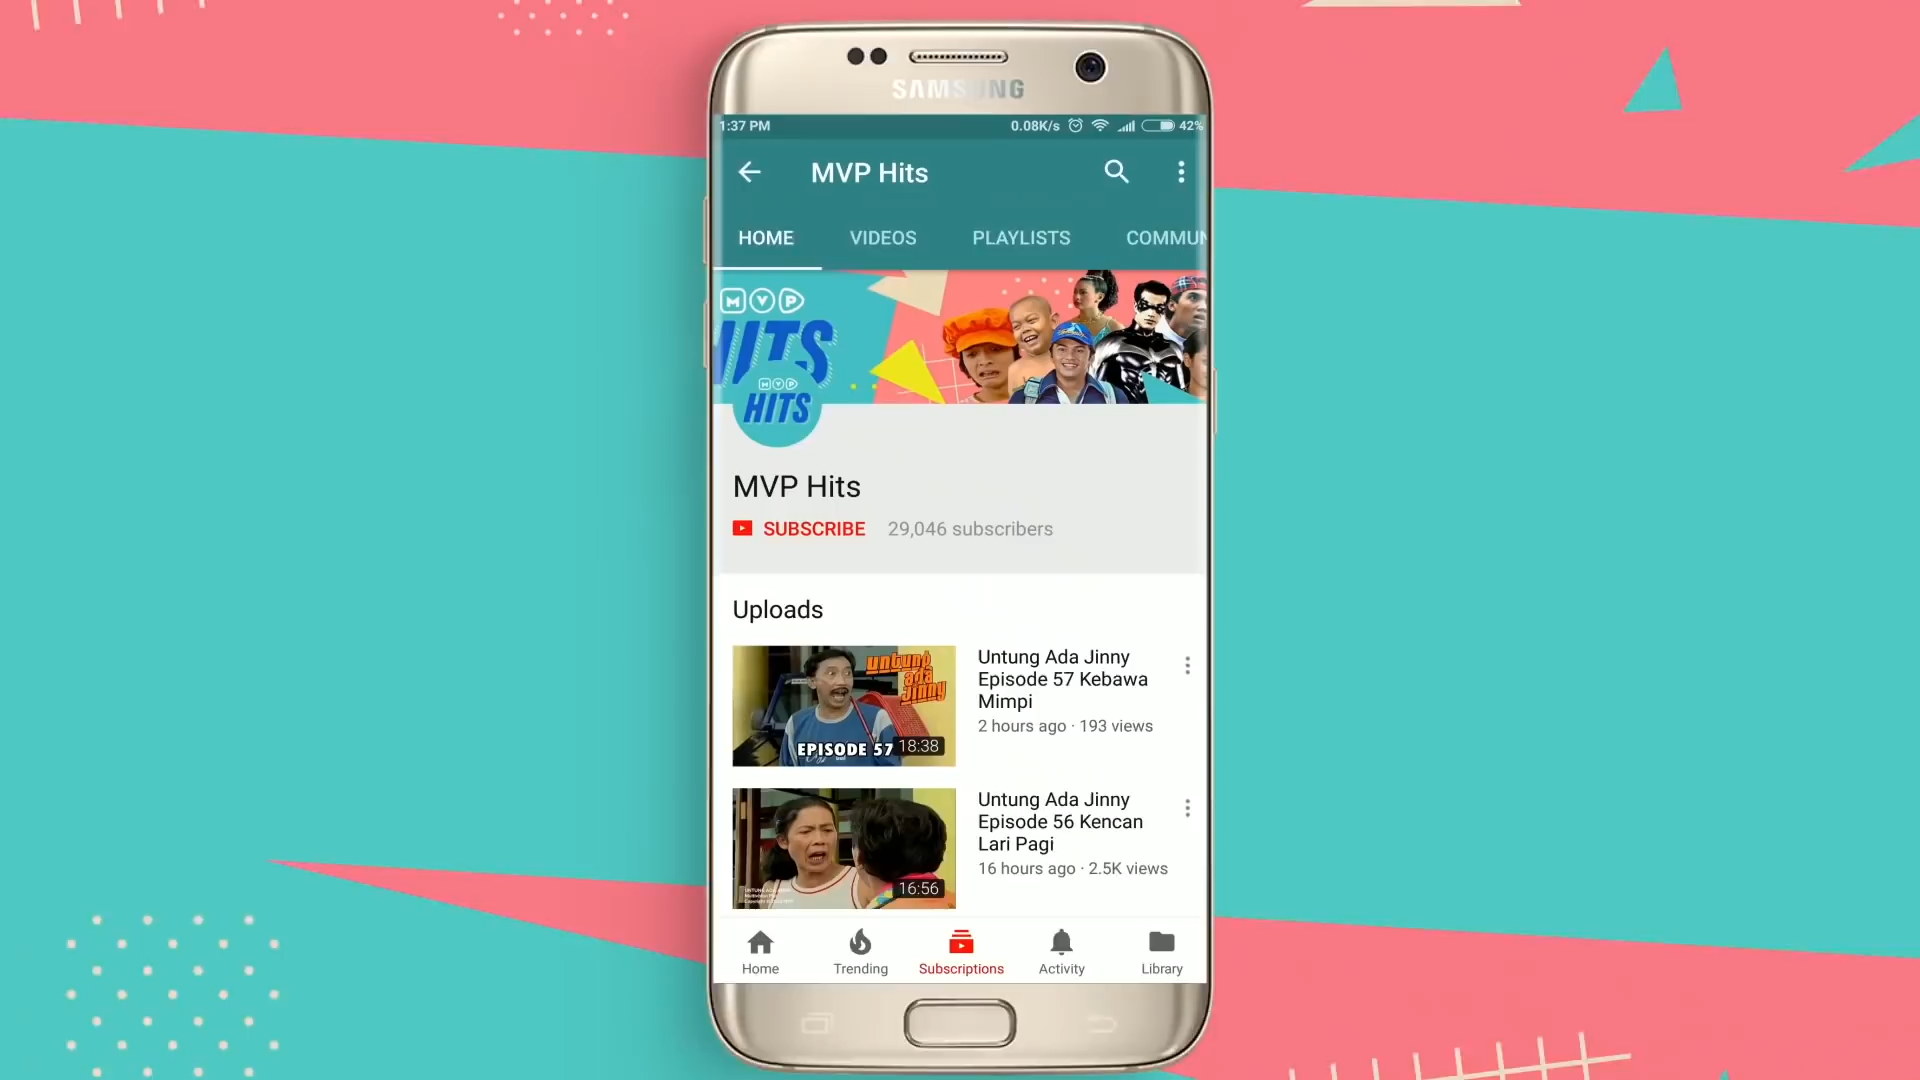 SAMSUNG
1:37 PM 0.08K/s 42%
MVP Hits
HOME VIDEOS PLAYLISTS COMMUN
MVP
HITS
MVP
HITS
MVP Hits
SUBSCRIBE 29,046 subscribers
Uploads
untung
ada
jinny
EPISODE 57 18:38
Untung Ada Jinny
Episode 57 Kebawa
Mimpi
2 hours ago · 193 views
16:56
Untung Ada Jinny
Episode 56 Kencan
Lari Pagi
16 hours ago · 2.5K views
Home Trending Subscriptions Activity Library